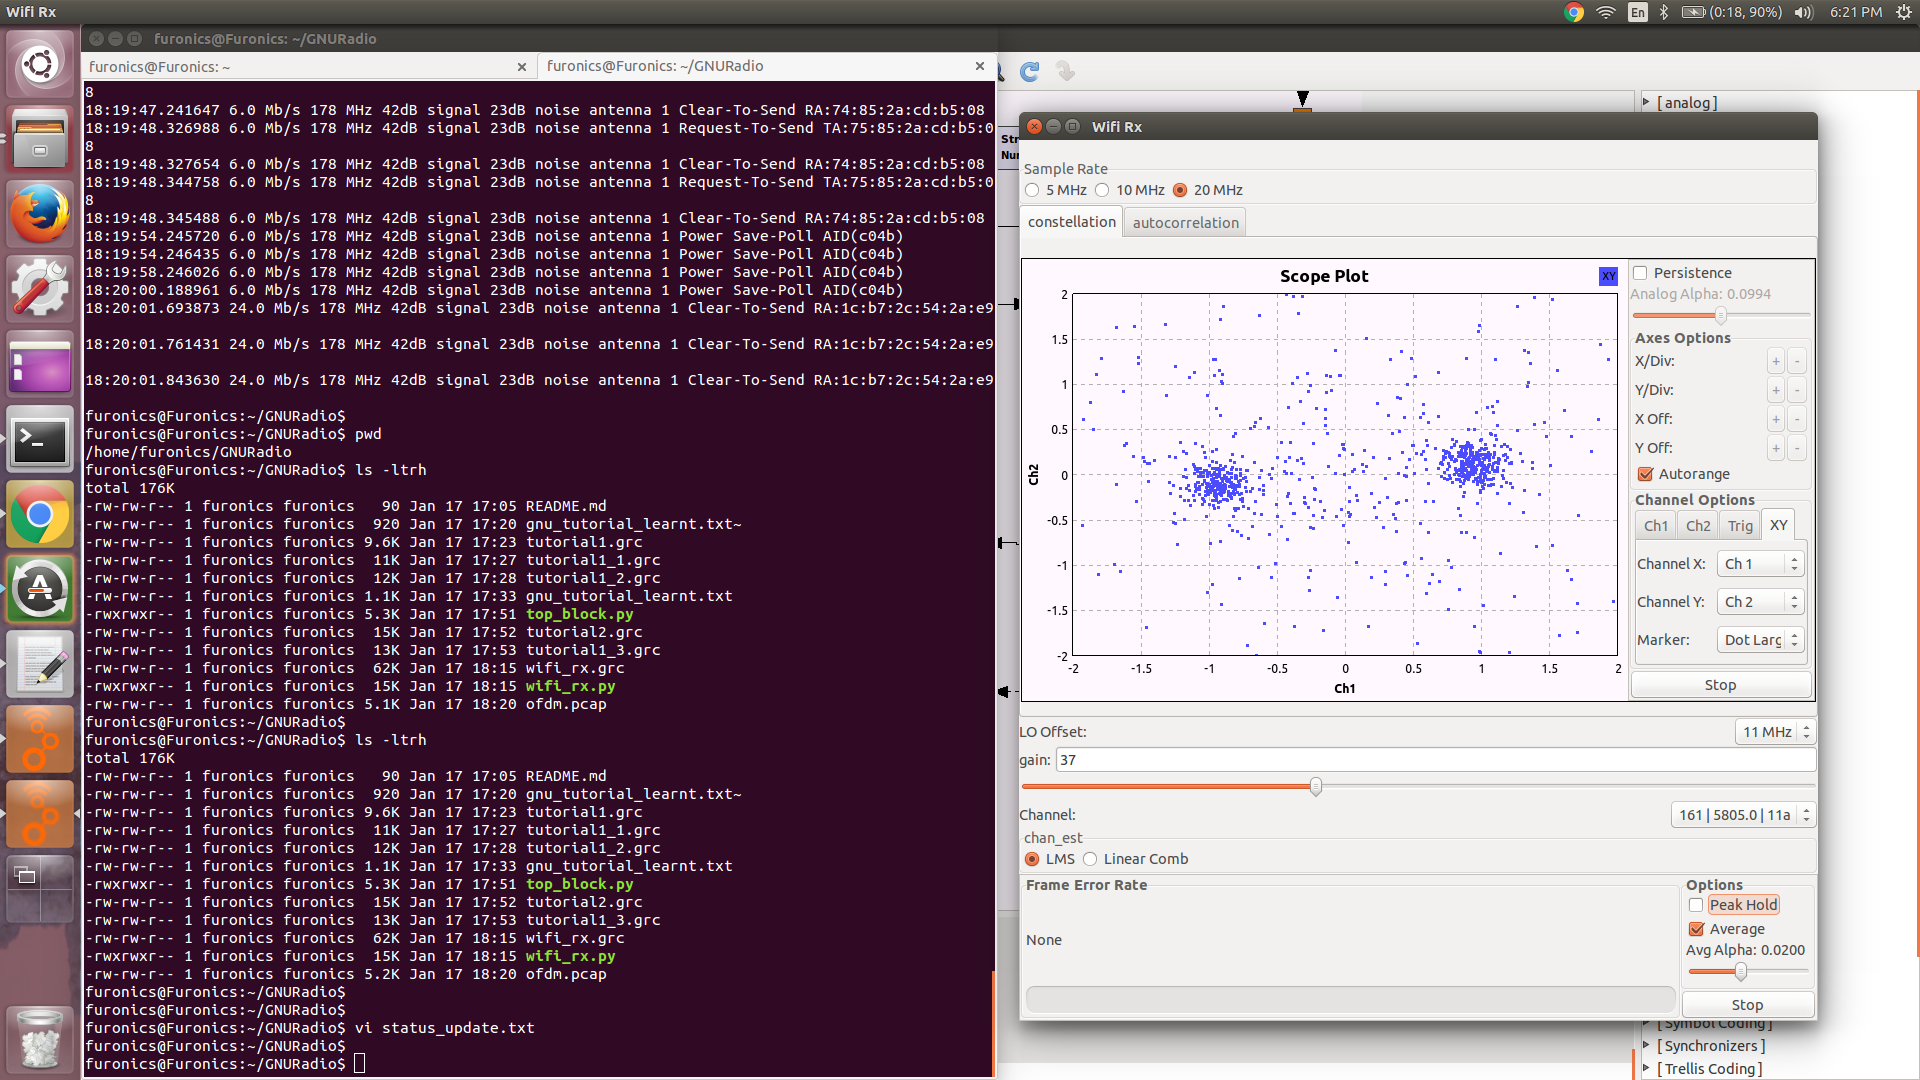 Wifi Rx
En
(0:18, 90%)
6:21 PM
furonics@Furonics: ~/GNURadio
furonics@Furonics: ~
furonics@Furonics: ~/GNURadio
8
18:19:47.241647 6.0 Mb/s 178 MHz 42dB signal 23dB noise antenna 1 Clear-To-Send RA:74:85:2a:cd:b5:08
18:19:48.326988 6.0 Mb/s 178 MHz 42dB signal 23dB noise antenna 1 Request-To-Send TA:75:85:2a:cd:b5:0
8
18:19:48.327654 6.0 Mb/s 178 MHz 42dB signal 23dB noise antenna 1 Clear-To-Send RA:74:85:2a:cd:b5:08
18:19:48.344758 6.0 Mb/s 178 MHz 42dB signal 23dB noise antenna 1 Request-To-Send TA:75:85:2a:cd:b5:0
8
18:19:48.345488 6.0 Mb/s 178 MHz 42dB signal 23dB noise antenna 1 Clear-To-Send RA:74:85:2a:cd:b5:08
18:19:54.245720 6.0 Mb/s 178 MHz 42dB signal 23dB noise antenna 1 Power Save-Poll AID(c04b)
18:19:54.246435 6.0 Mb/s 178 MHz 42dB signal 23dB noise antenna 1 Power Save-Poll AID(c04b)
18:19:58.246026 6.0 Mb/s 178 MHz 42dB signal 23dB noise antenna 1 Power Save-Poll AID(c04b)
18:20:00.188961 6.0 Mb/s 178 MHz 42dB signal 23dB noise antenna 1 Power Save-Poll AID(c04b)
18:20:01.693873 24.0 Mb/s 178 MHz 42dB signal 23dB noise antenna 1 Clear-To-Send RA:1c:b7:2c:54:2a:e9
18:20:01.761431 24.0 Mb/s 178 MHz 42dB signal 23dB noise antenna 1 Clear-To-Send RA:1c:b7:2c:54:2a:e9
18:20:01.843630 24.0 Mb/s 178 MHz 42dB signal 23dB noise antenna 1 Clear-To-Send RA:1c:b7:2c:54:2a:e9
furonics@Furonics:~/GNURadio$
furonics@Furonics:~/GNURadio$ pwd
/home/furonics/GNURadio
furonics@Furonics:~/GNURadio$ ls -ltrh
total 176K
-rw-rw-r-- 1 furonics furonics   90 Jan 17 17:05 README.md
-rw-rw-r-- 1 furonics furonics  920 Jan 17 17:20 gnu_tutorial_learnt.txt~
-rw-rw-r-- 1 furonics furonics 9.6K Jan 17 17:23 tutorial1.grc
-rw-rw-r-- 1 furonics furonics  11K Jan 17 17:27 tutorial1_1.grc
-rw-rw-r-- 1 furonics furonics  12K Jan 17 17:28 tutorial1_2.grc
-rw-rw-r-- 1 furonics furonics 1.1K Jan 17 17:33 gnu_tutorial_learnt.txt
-rwxrwxr-- 1 furonics furonics 5.3K Jan 17 17:51 top_block.py
-rw-rw-r-- 1 furonics furonics  15K Jan 17 17:52 tutorial2.grc
-rw-rw-r-- 1 furonics furonics  13K Jan 17 17:53 tutorial1_3.grc
-rw-rw-r-- 1 furonics furonics  62K Jan 17 18:15 wifi_rx.grc
-rwxrwxr-- 1 furonics furonics  15K Jan 17 18:15 wifi_rx.py
-rw-rw-r-- 1 furonics furonics 5.1K Jan 17 18:20 ofdm.pcap
furonics@Furonics:~/GNURadio$
furonics@Furonics:~/GNURadio$ ls -ltrh
total 176K
-rw-rw-r-- 1 furonics furonics   90 Jan 17 17:05 README.md
-rw-rw-r-- 1 furonics furonics  920 Jan 17 17:20 gnu_tutorial_learnt.txt~
-rw-rw-r-- 1 furonics furonics 9.6K Jan 17 17:23 tutorial1.grc
-rw-rw-r-- 1 furonics furonics  11K Jan 17 17:27 tutorial1_1.grc
-rw-rw-r-- 1 furonics furonics  12K Jan 17 17:28 tutorial1_2.grc
-rw-rw-r-- 1 furonics furonics 1.1K Jan 17 17:33 gnu_tutorial_learnt.txt
-rwxrwxr-- 1 furonics furonics 5.3K Jan 17 17:51 top_block.py
-rw-rw-r-- 1 furonics furonics  15K Jan 17 17:52 tutorial2.grc
-rw-rw-r-- 1 furonics furonics  13K Jan 17 17:53 tutorial1_3.grc
-rw-rw-r-- 1 furonics furonics  62K Jan 17 18:15 wifi_rx.grc
-rwxrwxr-- 1 furonics furonics  15K Jan 17 18:15 wifi_rx.py
-rw-rw-r-- 1 furonics furonics 5.2K Jan 17 18:20 ofdm.pcap
furonics@Furonics:~/GNURadio$
furonics@Furonics:~/GNURadio$
furonics@Furonics:~/GNURadio$ vi status_update.txt
furonics@Furonics:~/GNURadio$
furonics@Furonics:~/GNURadio$
[ analog ]
Str
Nur
Wifi Rx
Sample Rate
5 MHz 10 MHz 20 MHz
constellation autocorrelation
Scope Plot
XY
Ch2
2
1.5
1
0.5
0
-0.5
-1
-1.5
-2
-2 -1.5 -1 -0.5 0 0.5 1 1.5 2
Ch1
Persistence
Analog Alpha: 0.0994
Axes Options
X/Div: + -
Y/Div: + -
X Off: + -
Y Off: + -
Autorange
Channel Options
Ch1 Ch2 Trig XY
Channel X: Ch 1
Channel Y: Ch 2
Marker: Dot Larg
Stop
LO Offset: 11 MHz
gain: 37
Channel: 161 | 5805.0 | 11a
chan_est
LMS Linear Comb
Frame Error Rate
None
Options
Peak Hold
Average
Avg Alpha: 0.0200
Stop
[ Symbol Coding ]
[ Synchronizers ]
[ Trellis Coding ]